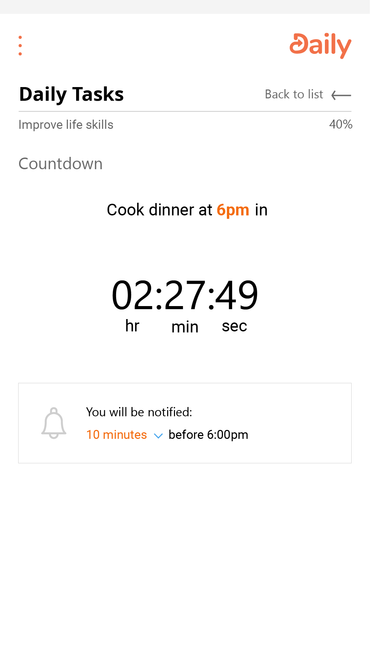 Daily
Daily Tasks
Back to list
Improve life skills
40%
Countdown
Cook dinner at 6pm in
02:27:49
hr min sec
You will be notified:
10 minutes before 6:00pm